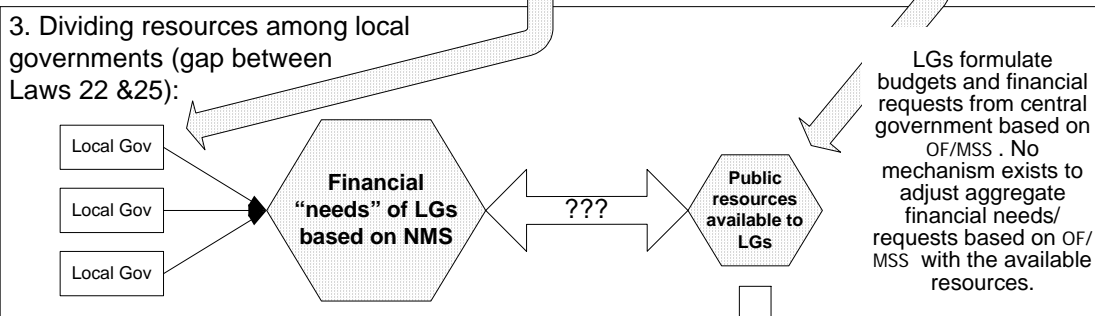 3. Dividing resources among local
governments (gap between
Laws 22 &25):
Local Gov
Local Gov
Local Gov
Financial
“needs” of LGs
based on NMS
???
Public
resources
available to
LGs
LGs formulate
budgets and financial
requests from central
government based on
OF/MSS . No
mechanism exists to
adjust aggregate
financial needs/
requests based on OF/
MSS with the available
resources.